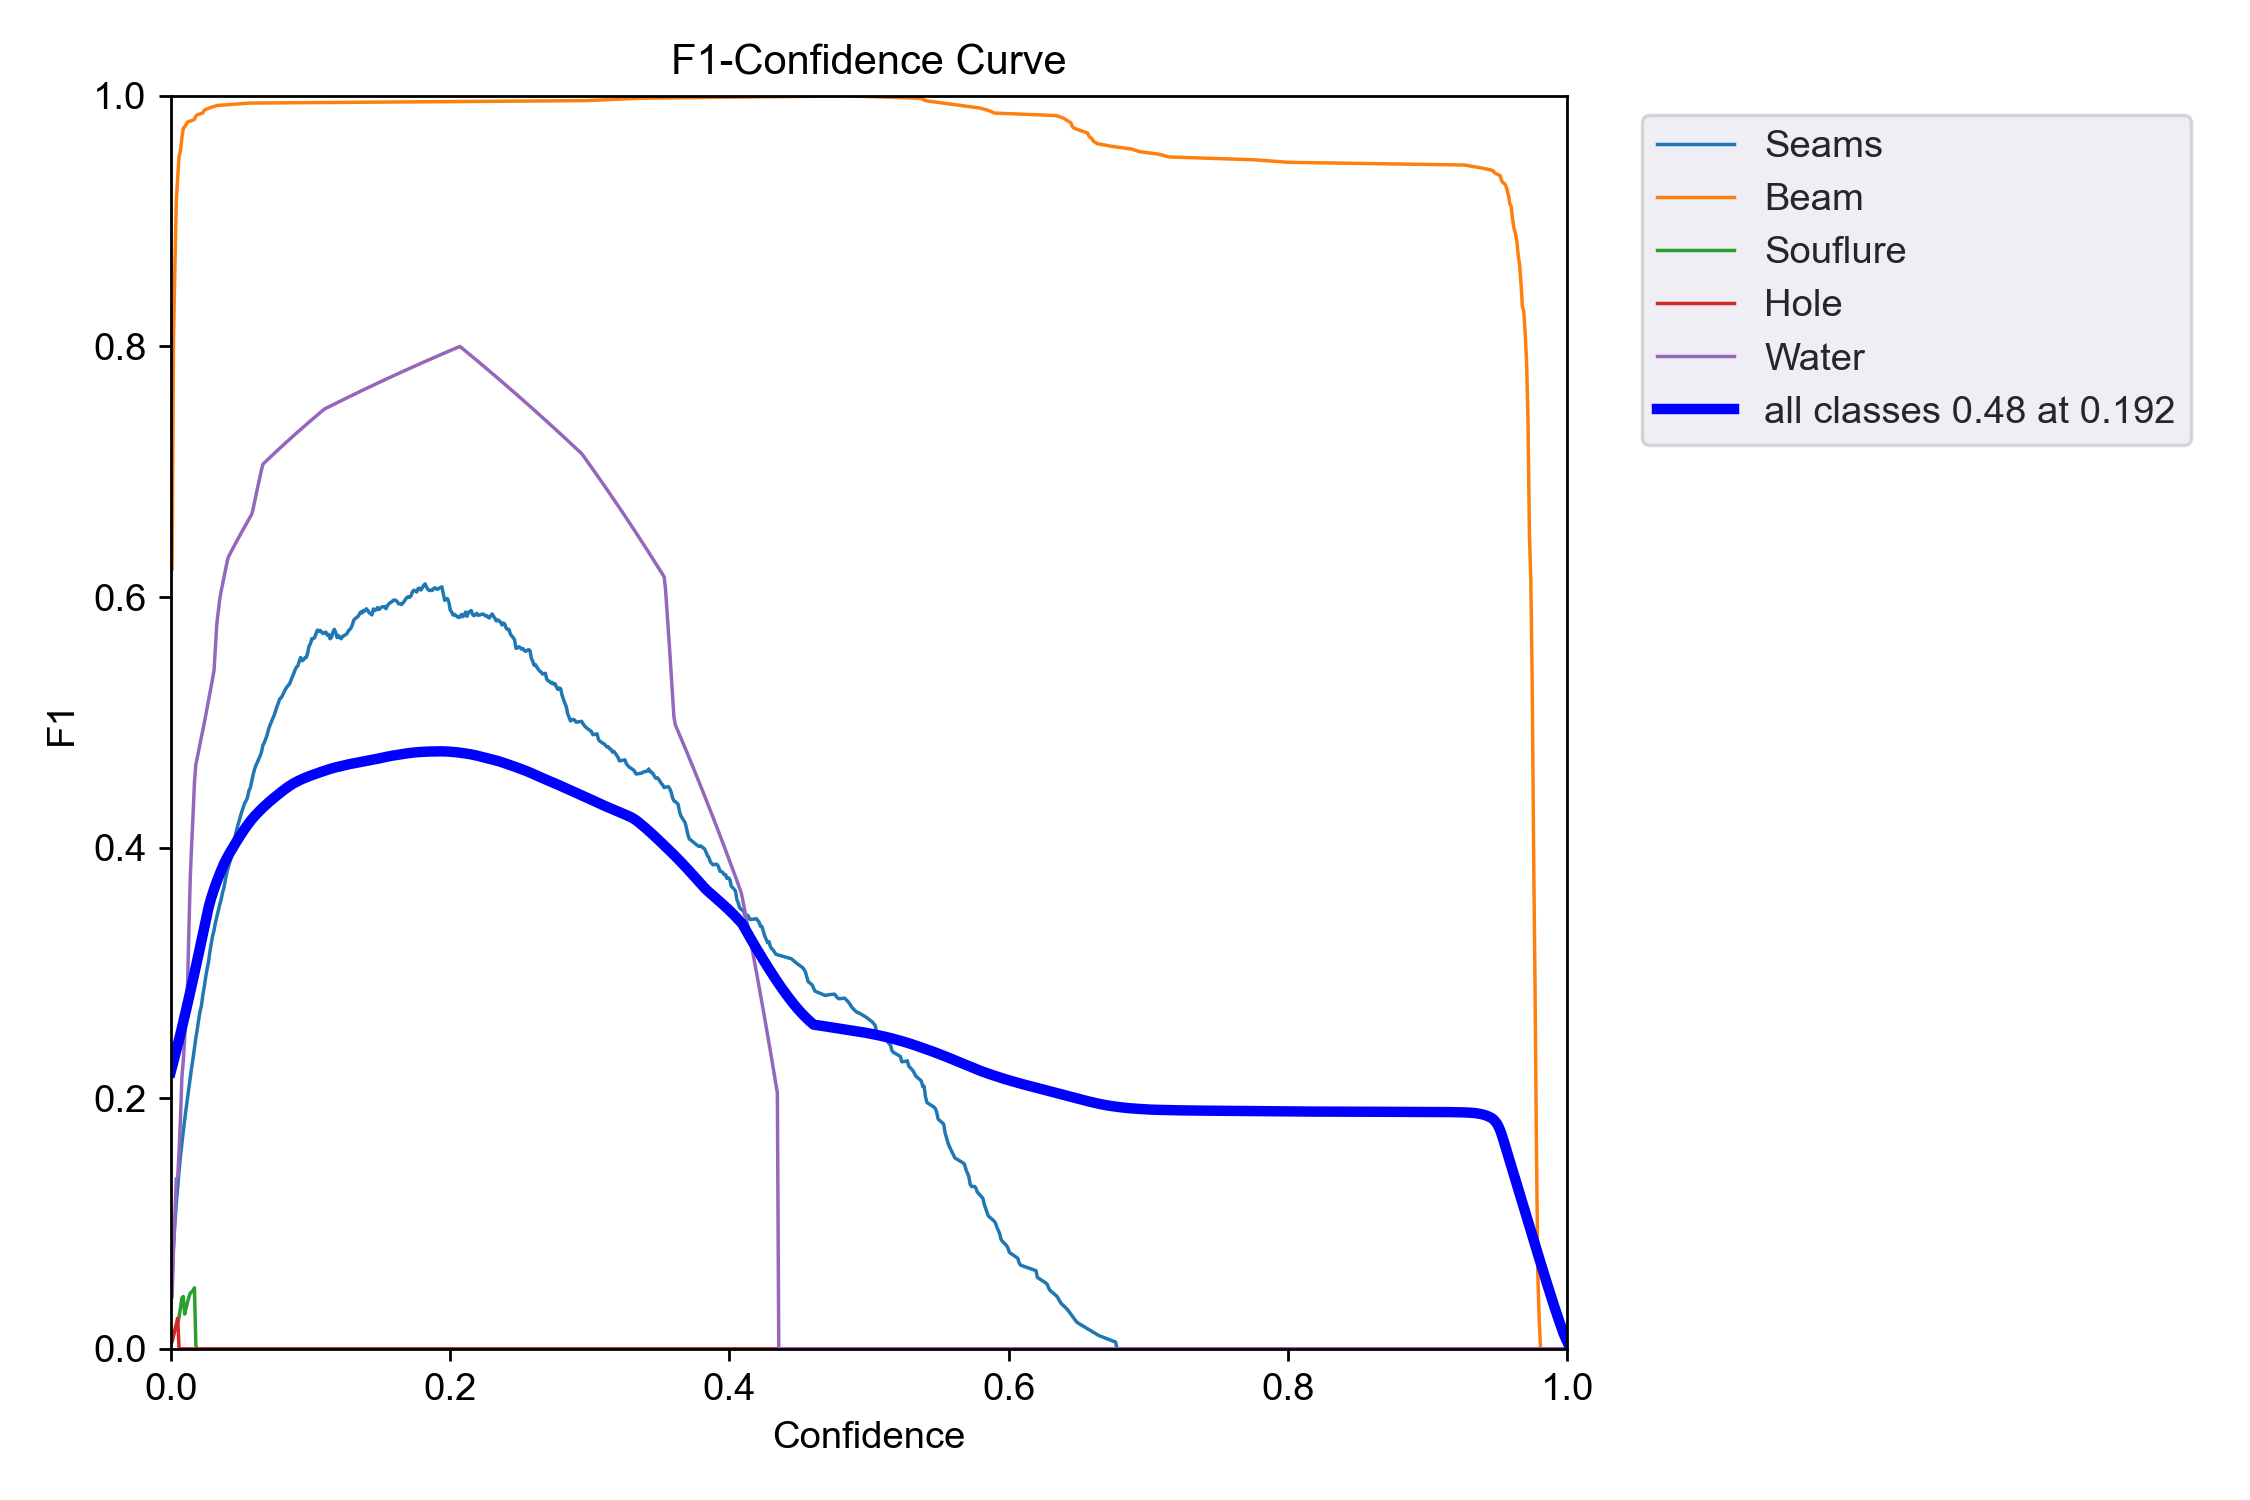 F1-Confidence Curve
1.0
0.8
0.6
0.4
0.2
0.0
F1
0.0 0.2 0.4 0.6 0.8 1.0
Confidence
Seams
Beam
Souflure
Hole
Water
all classes 0.48 at 0.192